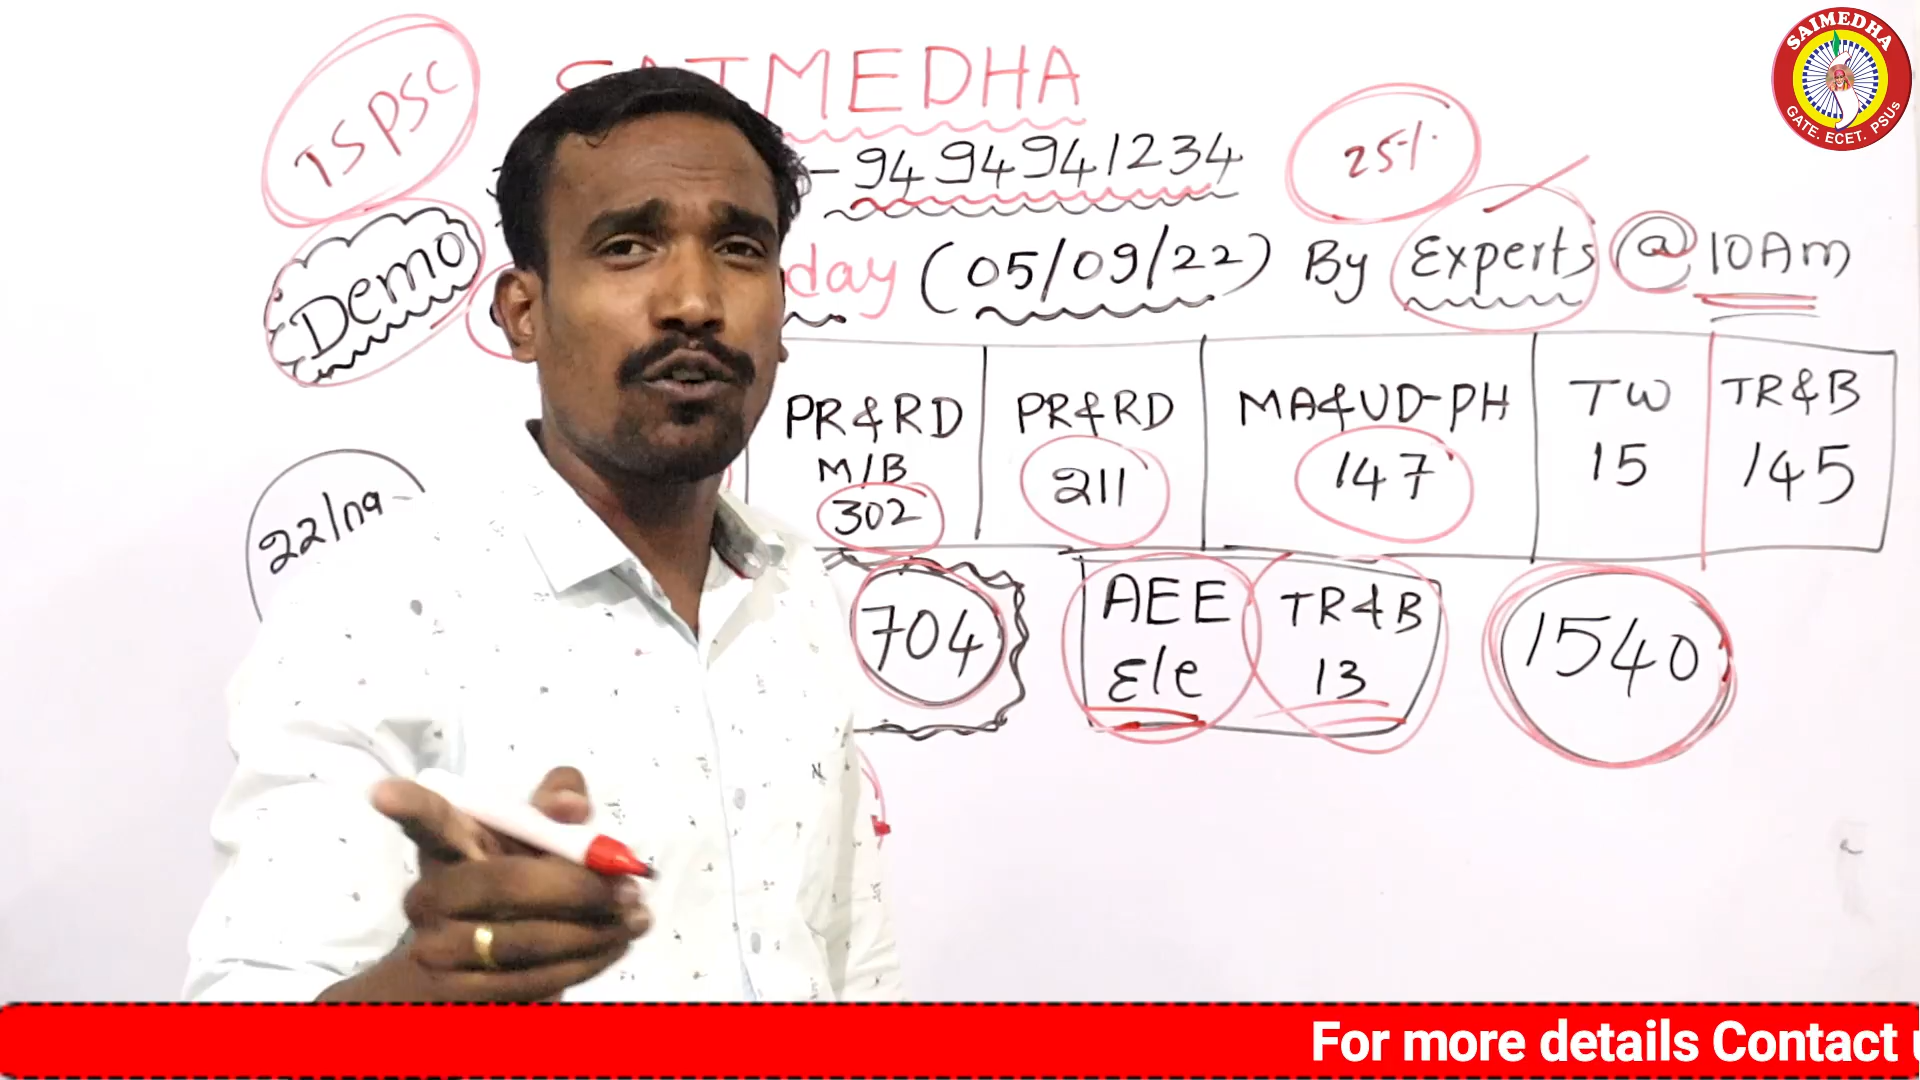 TSPSC
SAIMEDHA
- 9494941234
25%
Demo
day (05/09/22) By Experts @ 10Am
PR&RD
M/B
302
PR&RD
211
MA&UD-PH
147
TW
15
TR&B
145
22/
704
AEE
Ele
TR&B
13
1540
SAIMEDHA
GATE. ECET. PSUs
For more details Contact